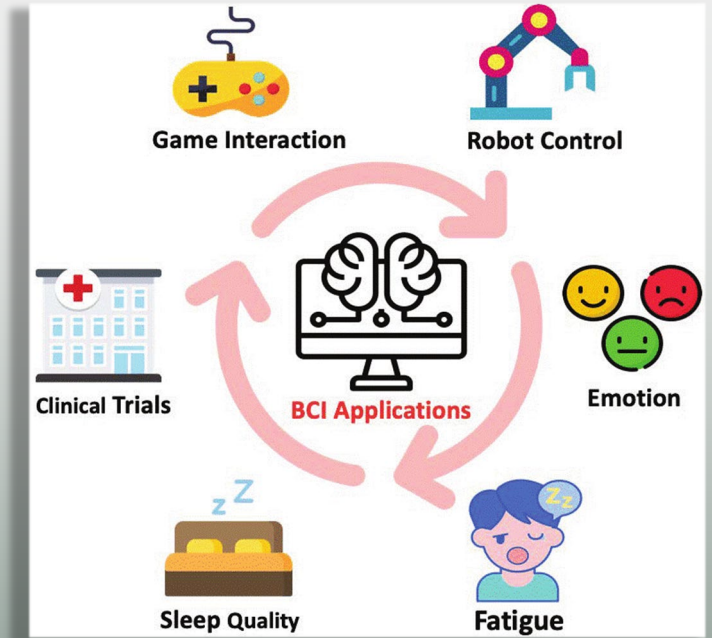 Game Interaction
Robot Control
Emotion
Fatigue
Sleep Quality
Clinical Trials
BCI Applications
z Z
Z z